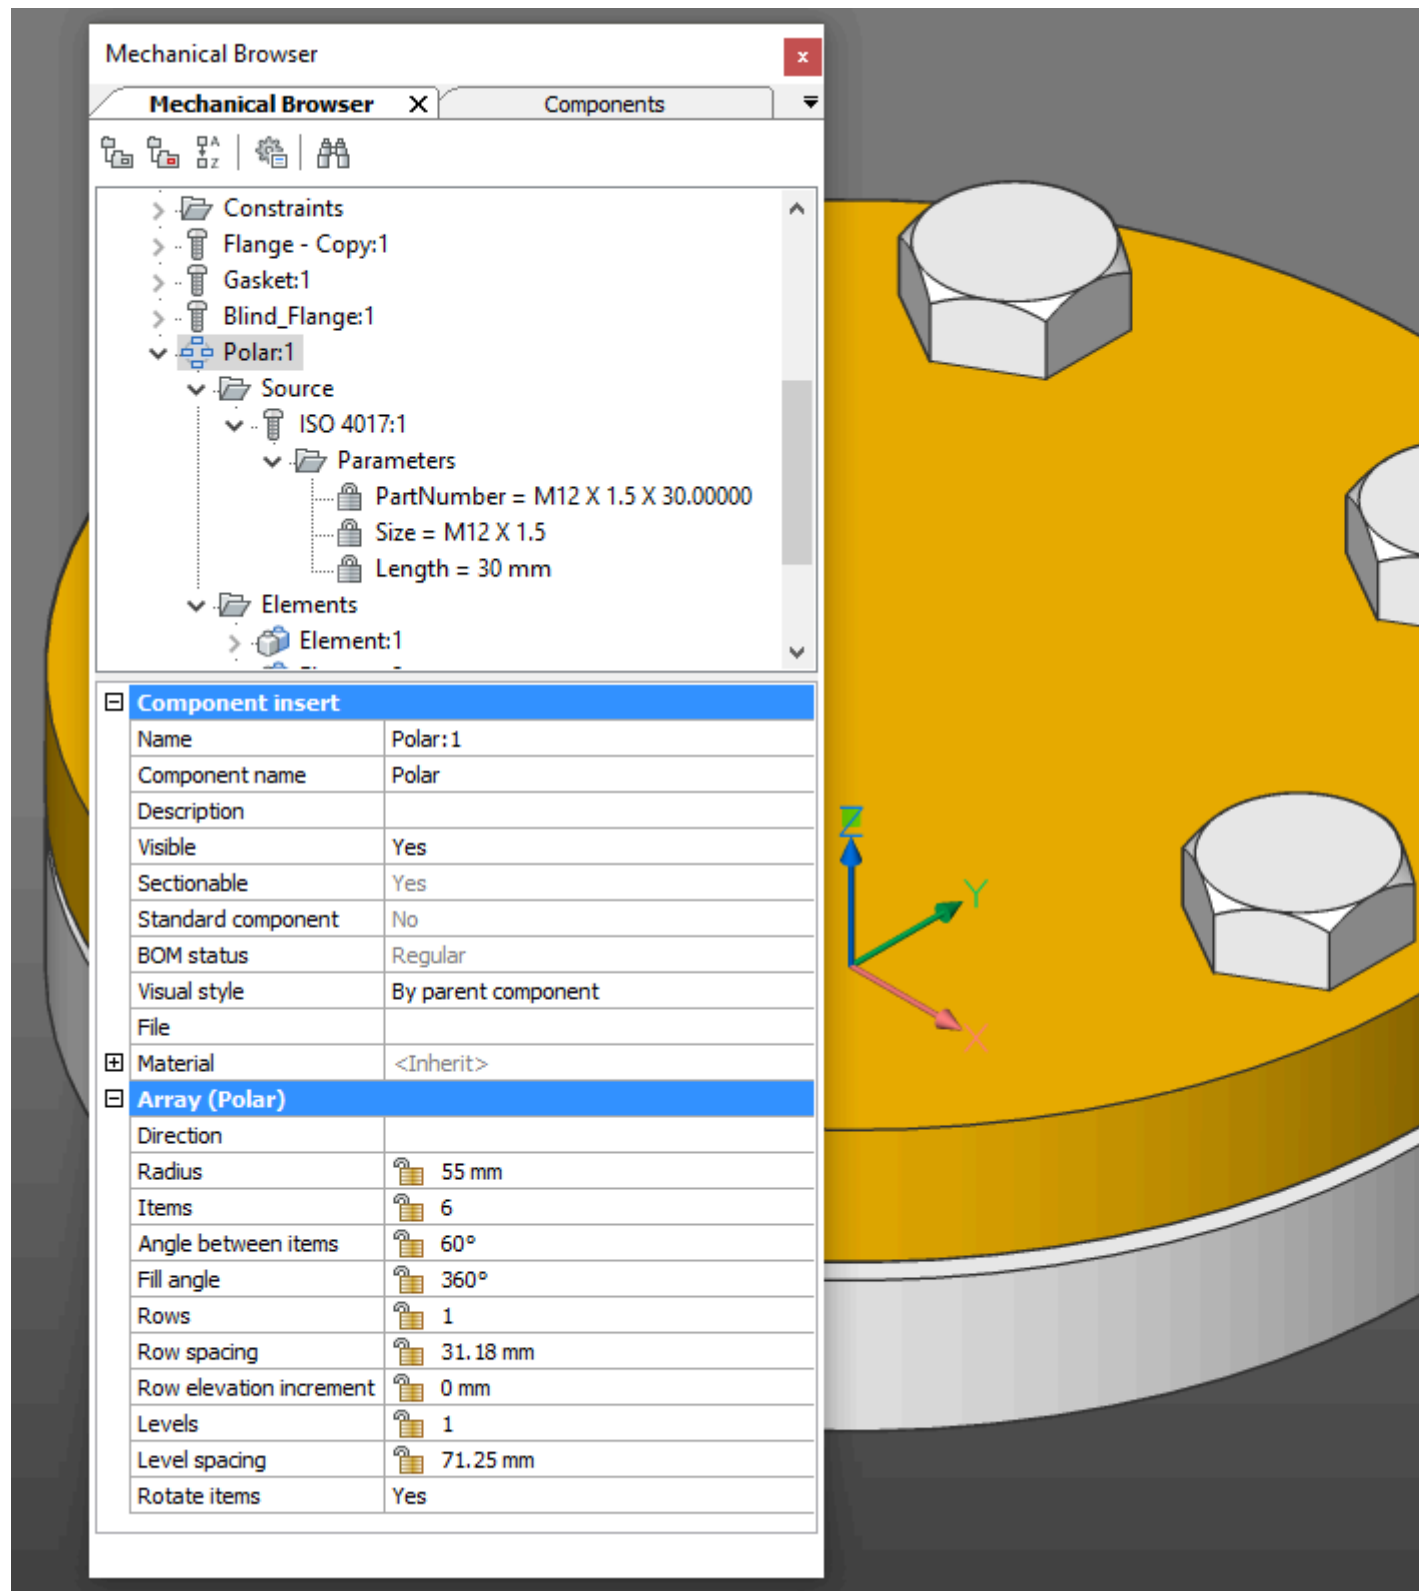 Mechanical Browser
x
Mechanical Browser X Components
A
Z
Constraints
Flange - Copy:1
Gasket:1
Blind_Flange:1
Polar:1
Source
ISO 4017:1
Parameters
PartNumber = M12 X 1.5 X 30.00000
Size = M12 X 1.5
Length = 30 mm
Elements
Element:1
Component insert
Name Polar:1
Component name Polar
Description
Visible Yes
Sectionable Yes
Standard component No
BOM status Regular
Visual style By parent component
File
Material <Inherit>
Array (Polar)
Direction
Radius 55 mm
Items 6
Angle between items 60°
Fill angle 360°
Rows 1
Row spacing 31.18 mm
Row elevation increment 0 mm
Levels 1
Level spacing 71.25 mm
Rotate items Yes
Z
Y
X